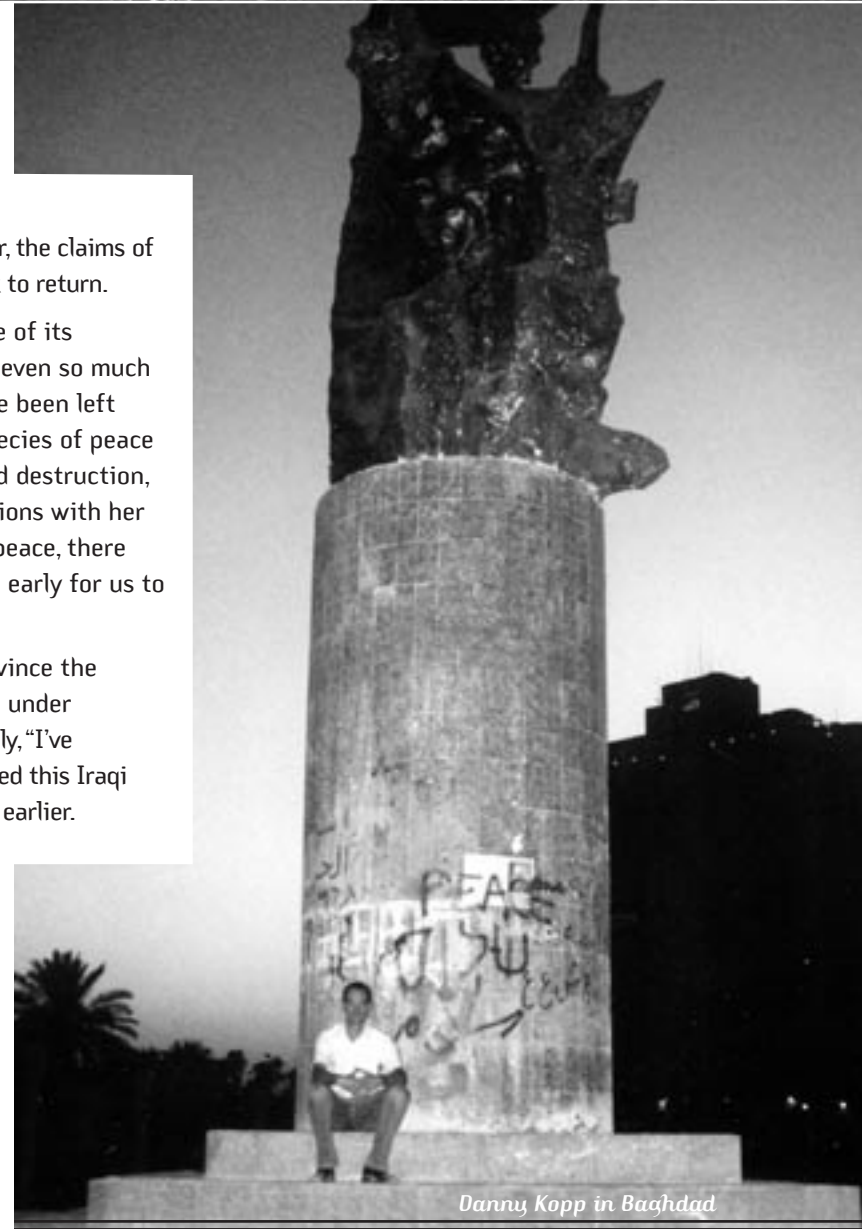 r, the claims of
to return.
e of its
even so much
e been left
ecies of peace
d destruction,
ions with her
peace, there
early for us to
vince the
under
ly, “I’ve
ed this Iraqi
earlier.
PEA
שלום
Danny Kopp in Baghdad